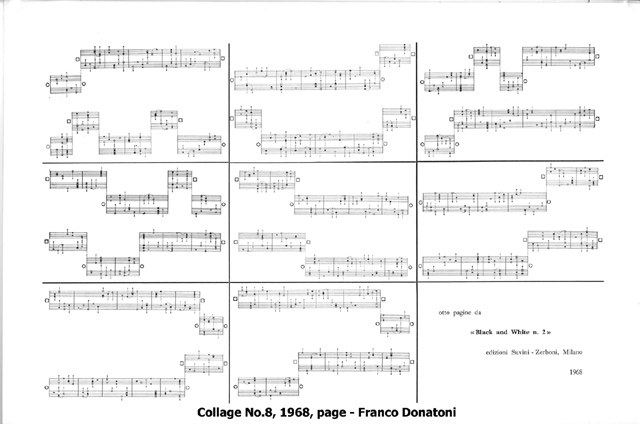 otto pagine da
«Black and White n. 2»
edizioni Suvini - Zerboni, Milano
1968
Collage No.8, 1968, page - Franco Donatoni